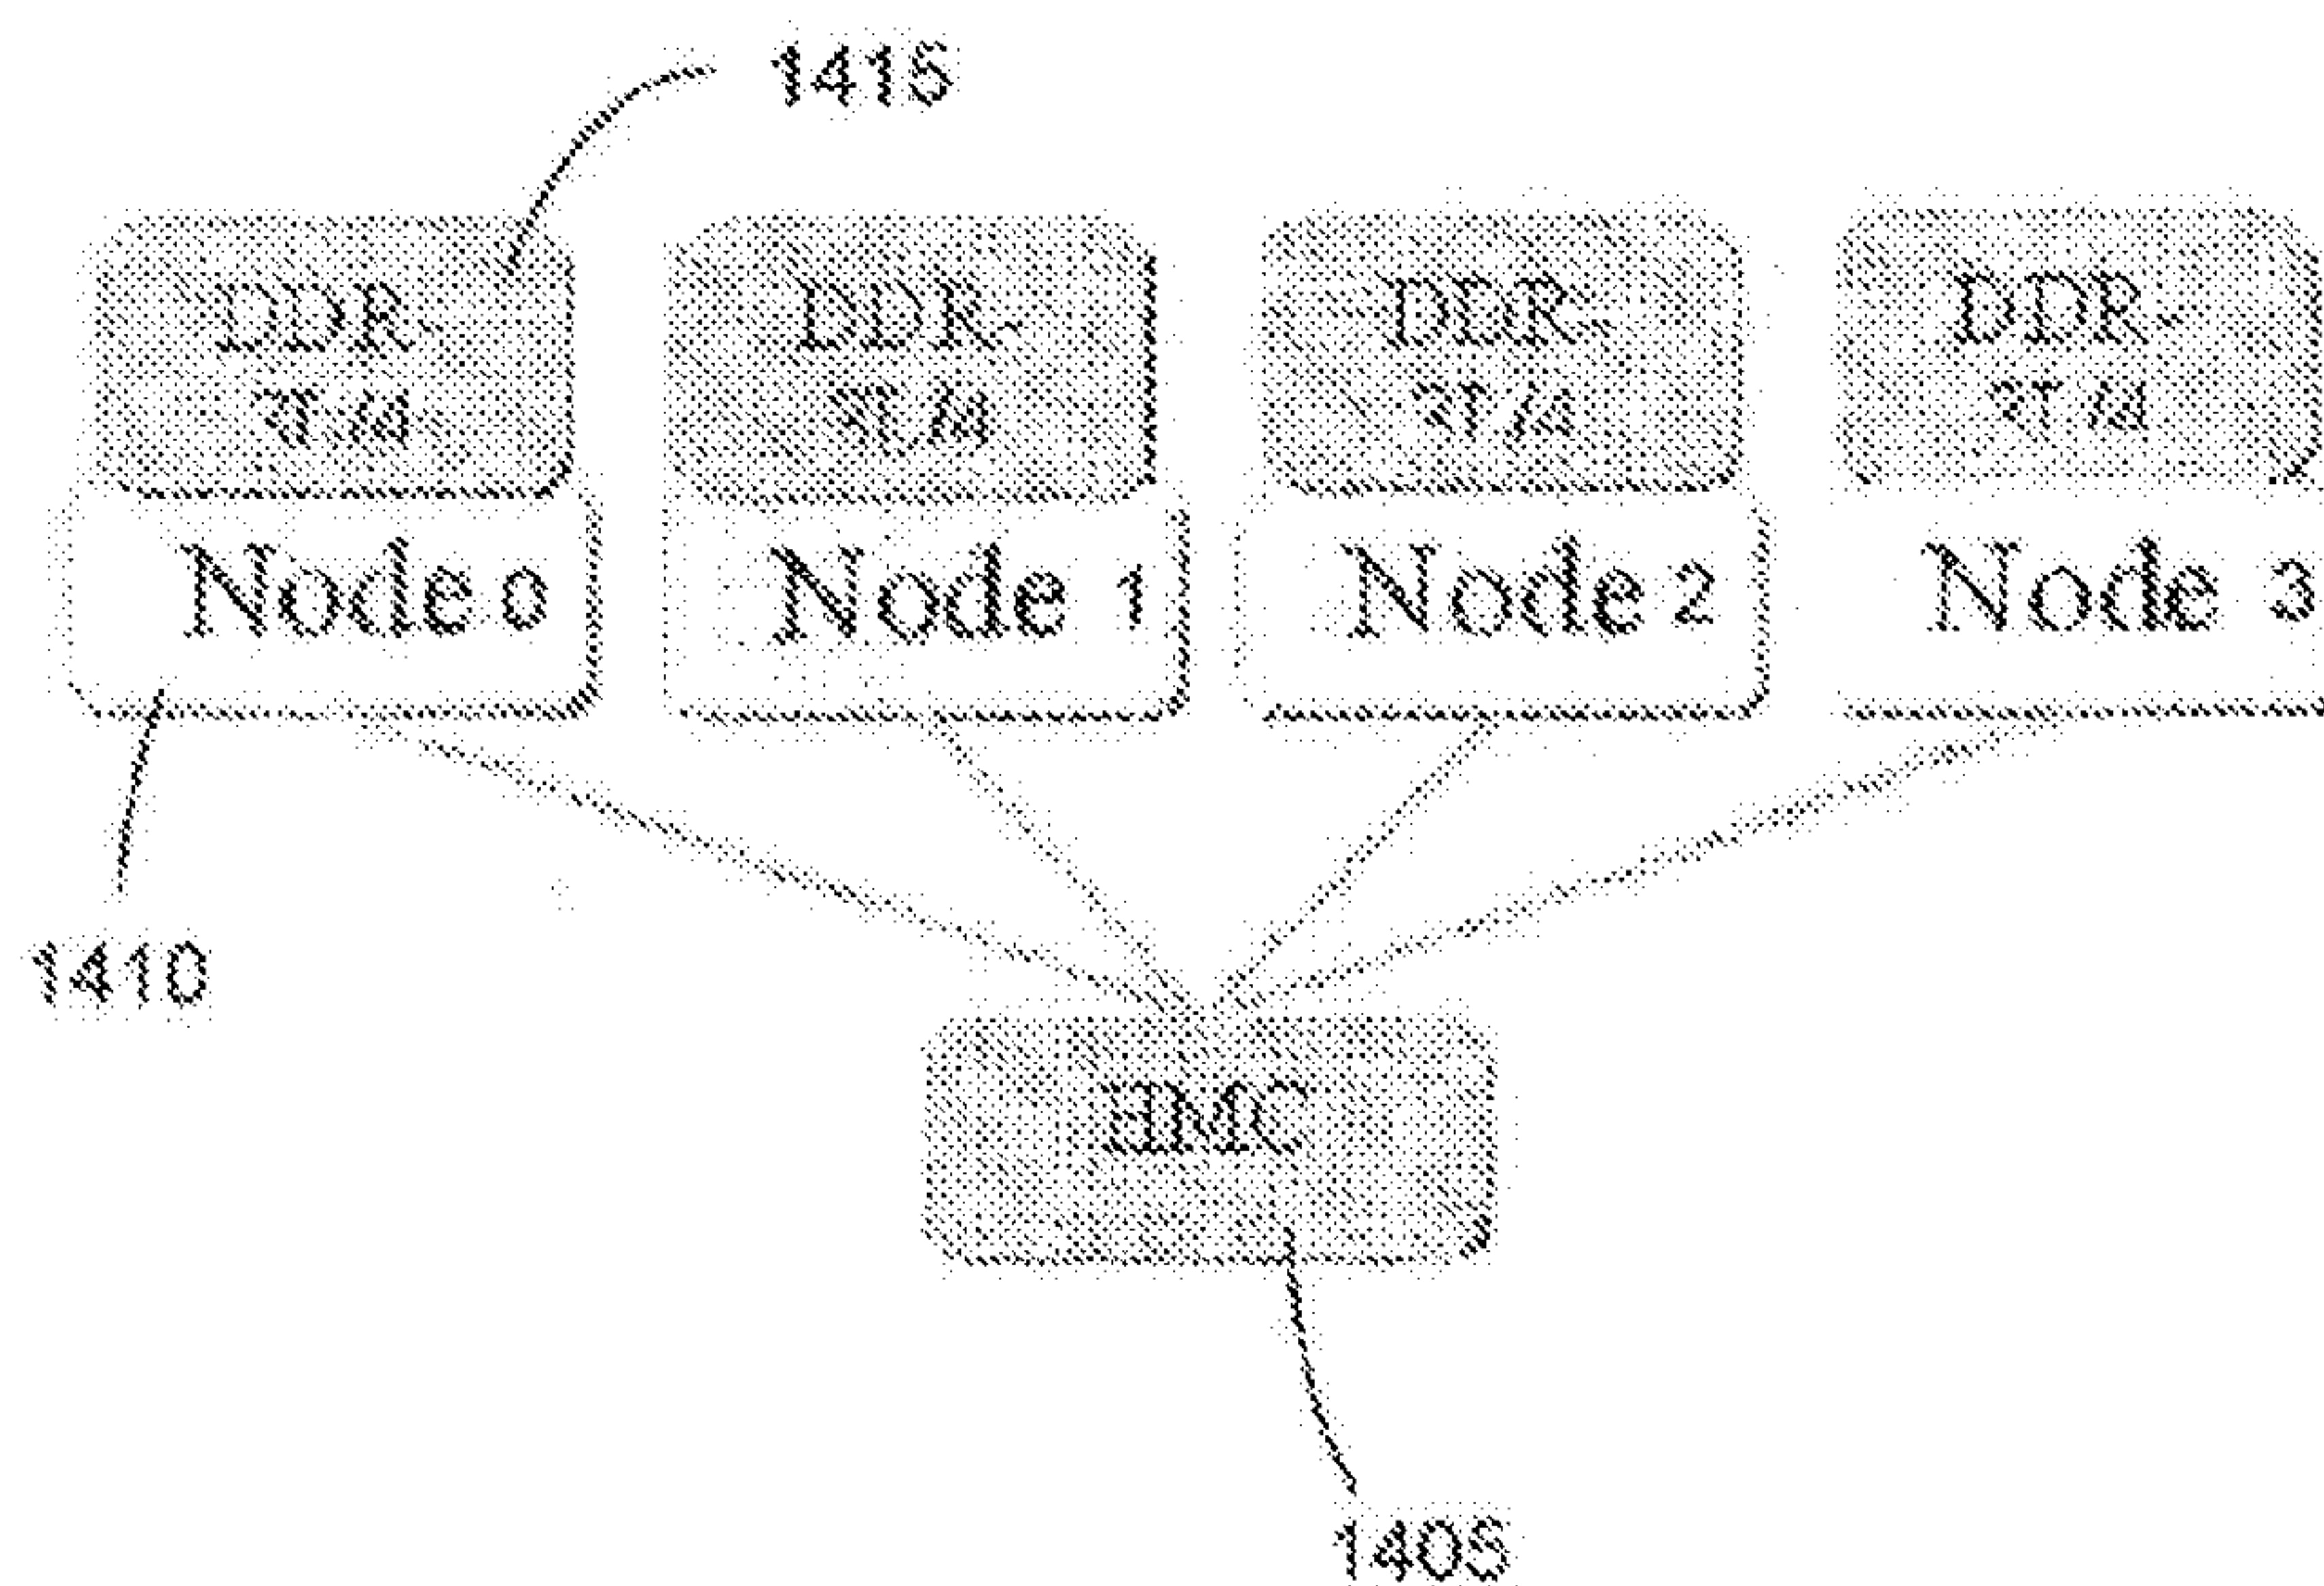 1415
DDR- DDR- DDR- DDR-
Node 0 Node 1 Node 2 Node 3
1410
HMC
1405